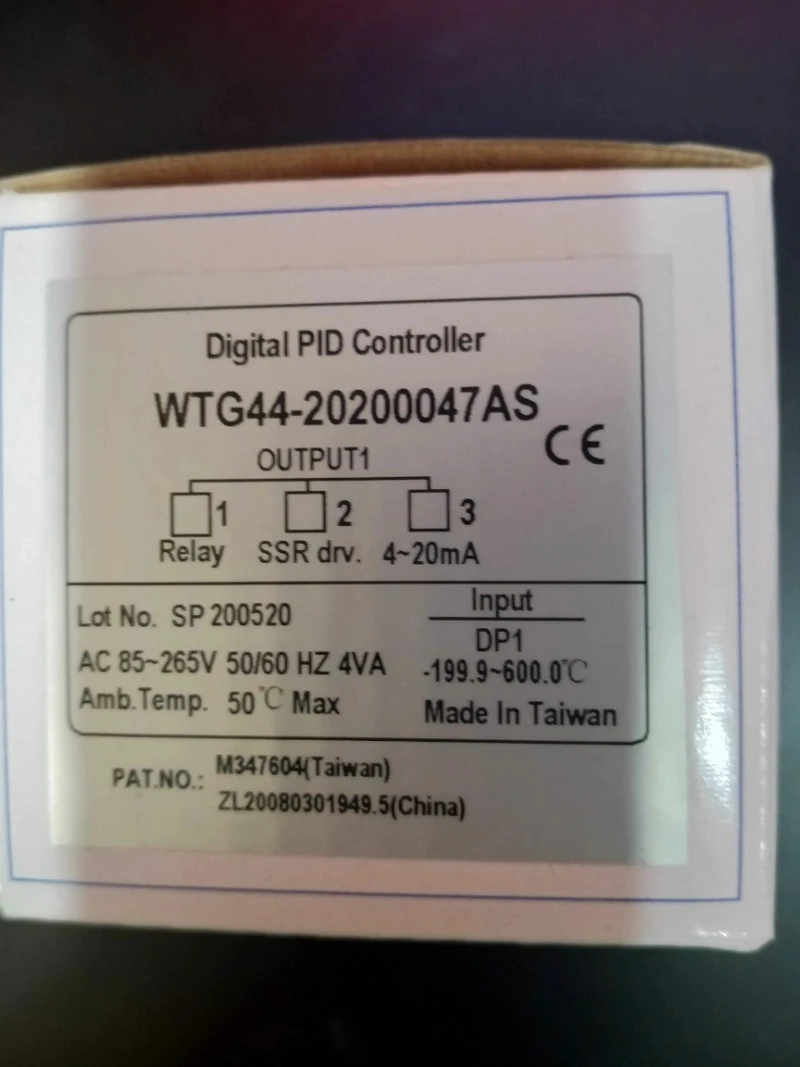 Digital PID Controller
WTG44-20200047AS
CE
OUTPUT1
1 2 3
Relay SSR drv. 4~20mA
Lot No. SP 200520
Input
DP1
AC 85~265V 50/60 HZ 4VA
-199.9~600.0℃
Amb.Temp. 50℃ Max
Made In Taiwan
PAT.NO.: M347604(Taiwan)
ZL20080301949.5(China)